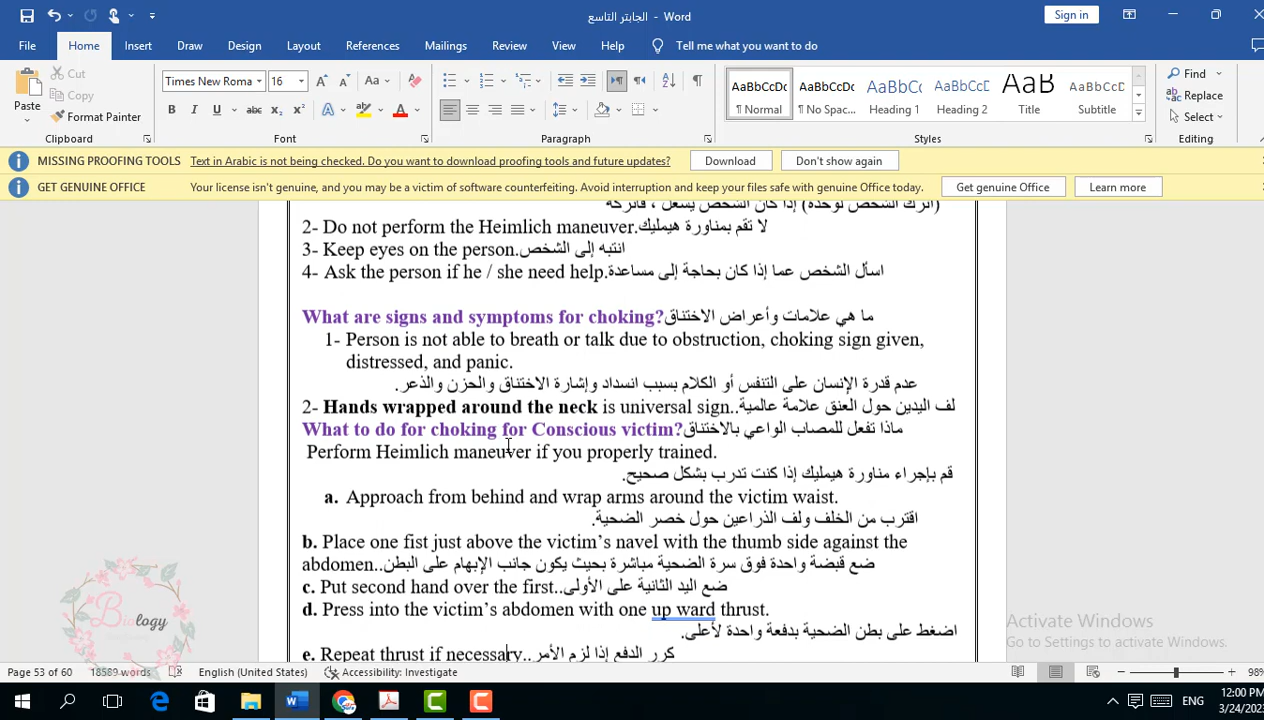 الجابتر التاسع - Word
Sign in
File Home Insert Draw Design Layout References Mailings Review View Help Tell me what you want to do
Paste
Cut
Copy
Format Painter
Clipboard
Times New Roma 16
Font
Paragraph
AaBbCcDc AaBbCcDc AaBbCc AaBbCcD AaB AaBbCcD
¶ Normal ¶ No Spac... Heading 1 Heading 2 Title Subtitle
Styles
Find
Replace
Select
Editing
MISSING PROOFING TOOLS Text in Arabic is not being checked. Do you want to download proofing tools and future updates? Download Don't show again
GET GENUINE OFFICE Your license isn't genuine, and you may be a victim of software counterfeiting. Avoid interruption and keep your files safe with genuine Office today. Get genuine Office Learn more
(اترك الشخص لوحده) إذا كان الشخص يسعل ، فاتركه
2- Do not perform the Heimlich maneuver.لا تقم بمناورة هيمليك
3- Keep eyes on the person.انتبه إلى الشخص
4- Ask the person if he / she need help.اسأل الشخص عما إذا كان بحاجة إلى مساعدة
What are signs and symptoms for choking?ما هي علامات وأعراض الاختناق
1- Person is not able to breath or talk due to obstruction, choking sign given,
distressed, and panic.
عدم قدرة الإنسان على التنفس أو الكلام بسبب انسداد وإشارة الاختناق والحزن والذعر.
2- Hands wrapped around the neck is universal sign..لف اليدين حول العنق علامة عالمية
What to do for choking for Conscious victim?ماذا تفعل للمصاب الواعي بالاختناق
Perform Heimlich maneuver if you properly trained.
قم بإجراء مناورة هيمليك إذا كنت تدرب بشكل صحيح.
a. Approach from behind and wrap arms around the victim waist.
اقترب من الخلف ولف الذراعين حول خصر الضحية.
b. Place one fist just above the victim's navel with the thumb side against the
abdomen..ضع قبضة واحدة فوق سرة الضحية مباشرة بحيث يكون جانب الإبهام على البطن
c. Put second hand over the first..ضع اليد الثانية على الأولى
d. Press into the victim's abdomen with one up ward thrust.
اضغط على بطن الضحية بدفعة واحدة لأعلى.
e. Repeat thrust if necessary..كرر الدفع إذا لزم الأمر
Biology
Activate Windows
Go to Settings to activate Windows.
Page 53 of 60 18589 words English (United States) Accessibility: Investigate 98%
ENG
12:00 PM
3/24/202